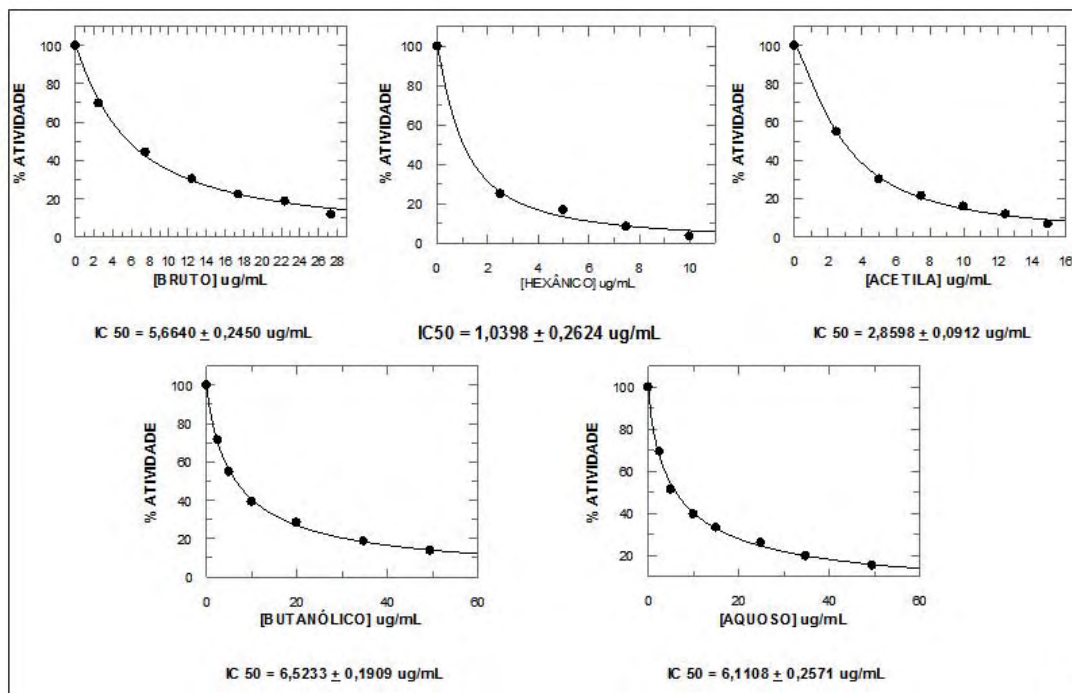 % ATIVIDADE
100
80
60
40
20
0
0 2 4 6 8 10 12 14 16 18 20 22 24 26 28
[BRUTO] ug/mL
IC 50 = 5,6640 ± 0,2450 ug/mL
% ATIVIDADE
100
80
60
40
20
0
0 2 4 6 8 10
[HEXÂNICO] ug/mL
IC50 = 1,0398 ± 0,2624 ug/mL
% ATIVIDADE
100
80
60
40
20
0
0 2 4 6 8 10 12 14 16
[ACETILA] ug/mL
IC 50 = 2,8598 ± 0,0912 ug/mL
% ATIVIDADE
100
80
60
40
20
0
0 20 40 60
[BUTANÓLICO] ug/mL
IC 50 = 6,5233 ± 0,1909 ug/mL
% ATIVIDADE
100
80
60
40
20
0 20 40 60
[AQUOSO] ug/mL
IC 50 = 6,1108 ± 0,2571 ug/mL